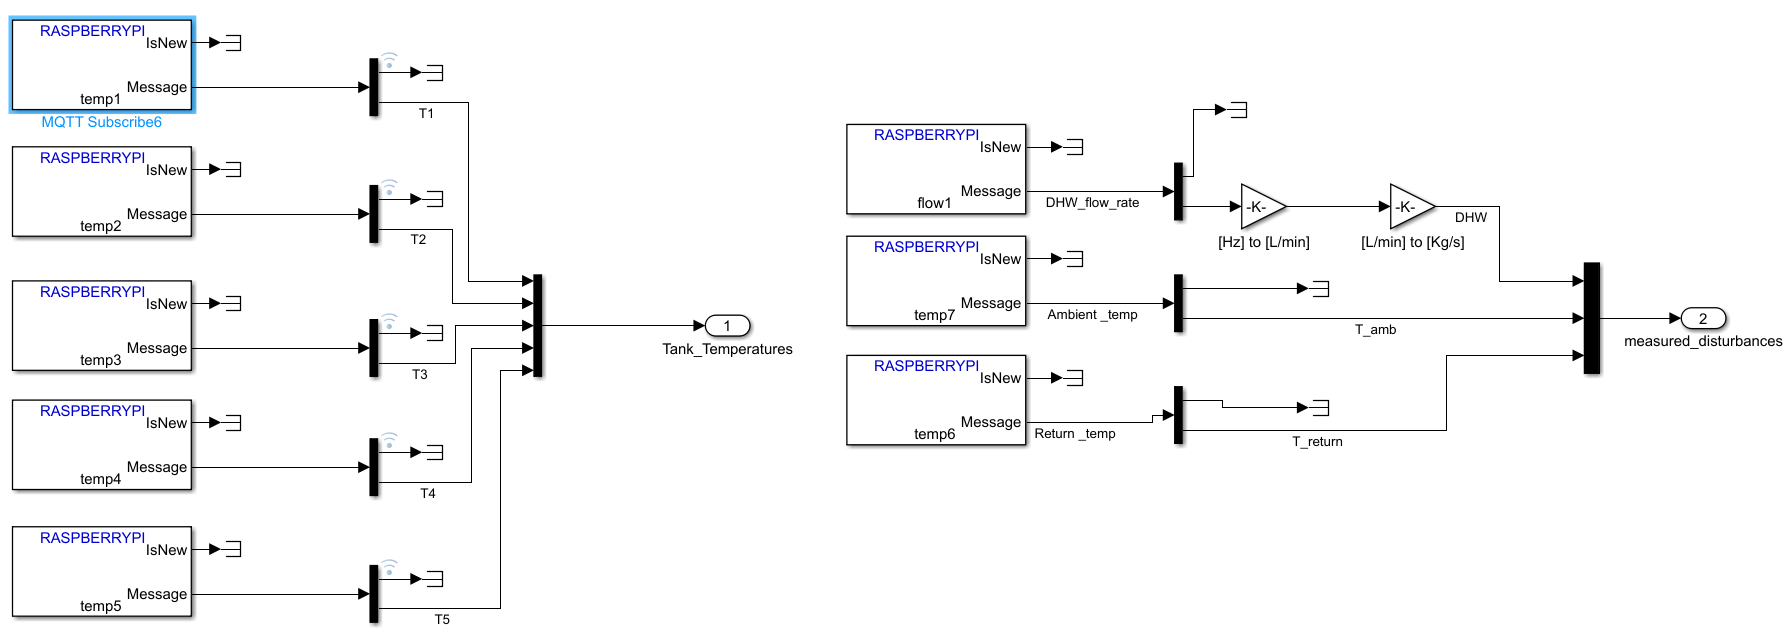 RASPBERRYPI
IsNew
Message
temp1
MQTT Subscribe6
T1
RASPBERRYPI
IsNew
Message
temp2
T2
RASPBERRYPI
IsNew
Message
temp3
T3
RASPBERRYPI
IsNew
Message
temp4
T4
RASPBERRYPI
IsNew
Message
temp5
T5
1
Tank_Temperatures
RASPBERRYPI
IsNew
Message
flow1
DHW_flow_rate
-K-
[Hz] to [L/min]
-K-
[L/min] to [Kg/s]
DHW
RASPBERRYPI
IsNew
Message
temp7
Ambient _temp
T_amb
RASPBERRYPI
IsNew
Message
temp6
Return _temp
T_return
2
measured_disturbances